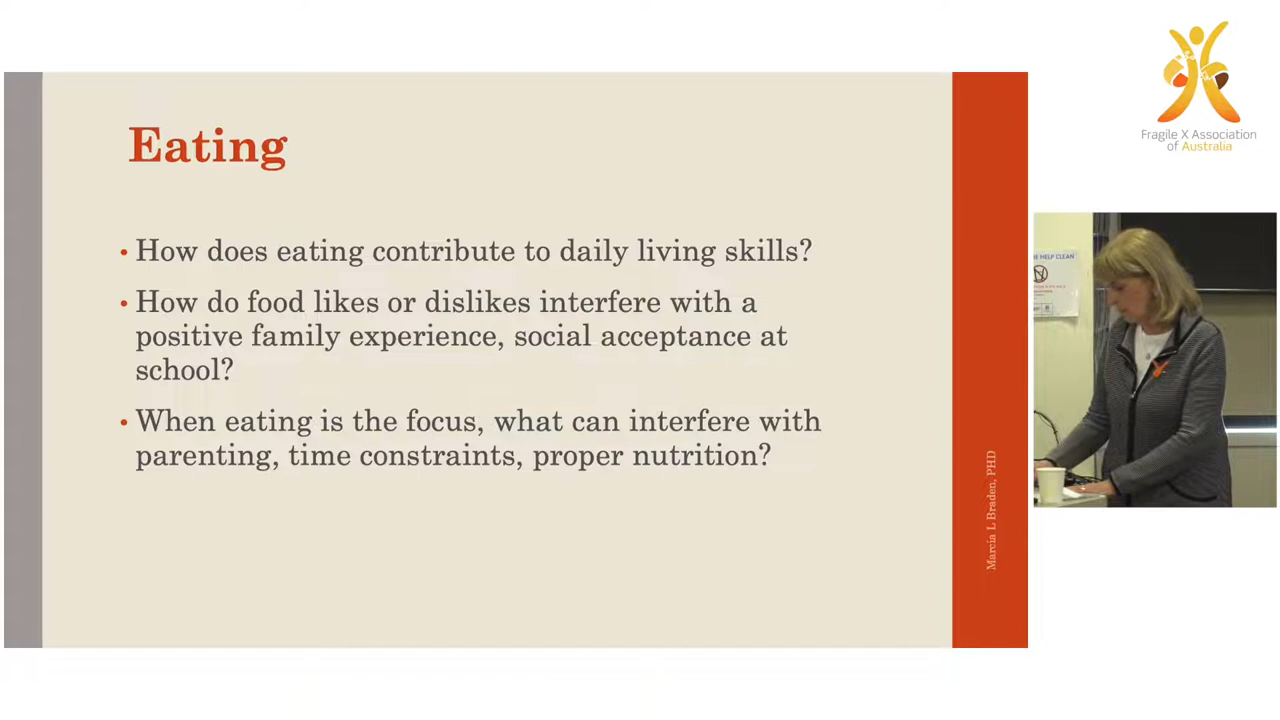 Eating
• How does eating contribute to daily living skills?
• How do food likes or dislikes interfere with a
positive family experience, social acceptance at
school?
• When eating is the focus, what can interfere with
parenting, time constraints, proper nutrition?
Marcia L Braden, PHD
Fragile X Association
of Australia
HELP CLEAN